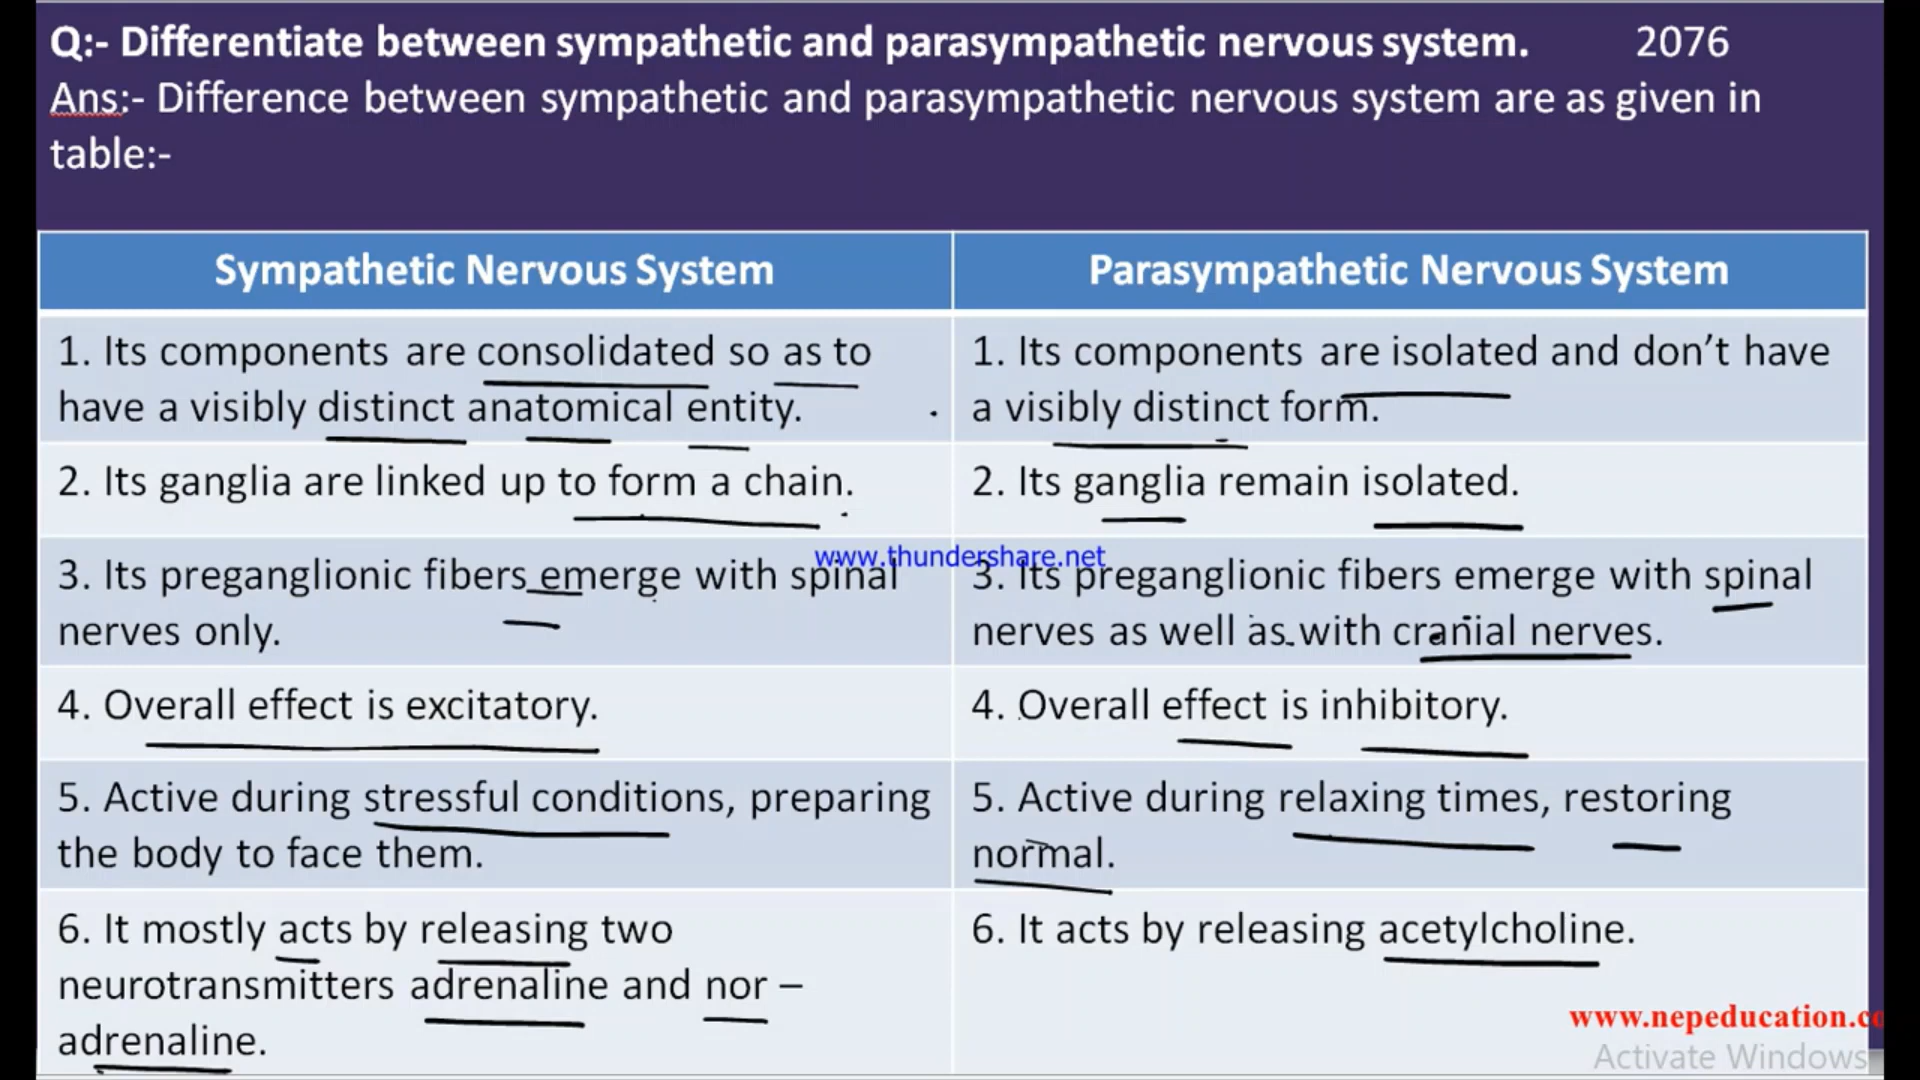 Q:- Differentiate between sympathetic and parasympathetic nervous system. 2076
Ans:- Difference between sympathetic and parasympathetic nervous system are as given in
table:-
Sympathetic Nervous System
Parasympathetic Nervous System
1. Its components are consolidated so as to
have a visibly distinct anatomical entity.
1. Its components are isolated and don’t have
a visibly distinct form.
2. Its ganglia are linked up to form a chain.
2. Its ganglia remain isolated.
www.thundershare.net
3. Its preganglionic fibers emerge with spinal
nerves only.
3. Its preganglionic fibers emerge with spinal
nerves as well as with cranial nerves.
4. Overall effect is excitatory.
4. Overall effect is inhibitory.
5. Active during stressful conditions, preparing
the body to face them.
5. Active during relaxing times, restoring
normal.
6. It mostly acts by releasing two
neurotransmitters adrenaline and nor –
adrenaline.
6. It acts by releasing acetylcholine.
www.nepeducation.co
Activate Windows